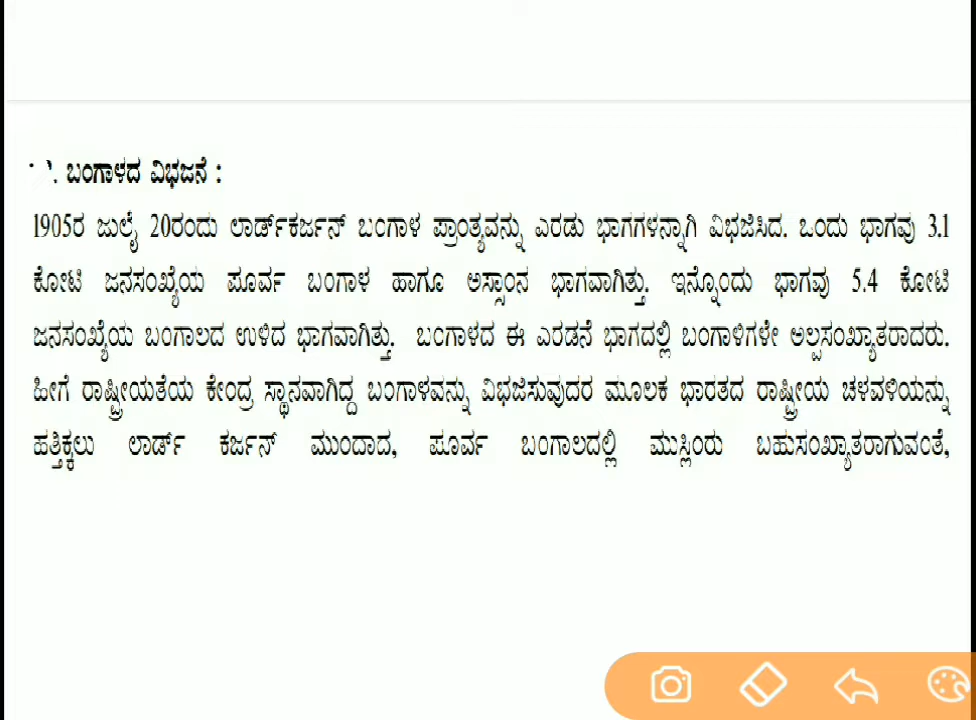 ಬಂಗಾಳದ ವಿಭಜನೆ :
1905ರ ಜುಲೈ 20ರಂದು ಲಾರ್ಡ್‌ಕರ್ಜನ್ ಬಂಗಾಳ ಪ್ರಾಂತ್ಯವನ್ನು ಎರಡು ಭಾಗಗಳನ್ನಾಗಿ ವಿಭಜಿಸಿದ. ಒಂದು ಭಾಗವು 3.1
ಕೋಟಿ ಜನಸಂಖ್ಯೆಯ ಪೂರ್ವ ಬಂಗಾಳ ಹಾಗೂ ಅಸ್ಸಾಂನ ಭಾಗವಾಗಿತ್ತು. ಇನ್ನೊಂದು ಭಾಗವು 5.4 ಕೋಟಿ
ಜನಸಂಖ್ಯೆಯ ಬಂಗಾಲದ ಉಳಿದ ಭಾಗವಾಗಿತ್ತು. ಬಂಗಾಳದ ಈ ಎರಡನೆ ಭಾಗದಲ್ಲಿ ಬಂಗಾಳಿಗಳೇ ಅಲ್ಪಸಂಖ್ಯಾತರಾದರು.
ಹೀಗೆ ರಾಷ್ಟ್ರೀಯತೆಯ ಕೇಂದ್ರ ಸ್ಥಾನವಾಗಿದ್ದ ಬಂಗಾಳವನ್ನು ವಿಭಜಿಸುವುದರ ಮೂಲಕ ಭಾರತದ ರಾಷ್ಟ್ರೀಯ ಚಳವಳಿಯನ್ನು
ಹತ್ತಿಕ್ಕಲು ಲಾರ್ಡ್ ಕರ್ಜನ್ ಮುಂದಾದ, ಪೂರ್ವ ಬಂಗಾಲದಲ್ಲಿ ಮುಸ್ಲಿಂರು ಬಹುಸಂಖ್ಯಾತರಾಗುವಂತೆ,